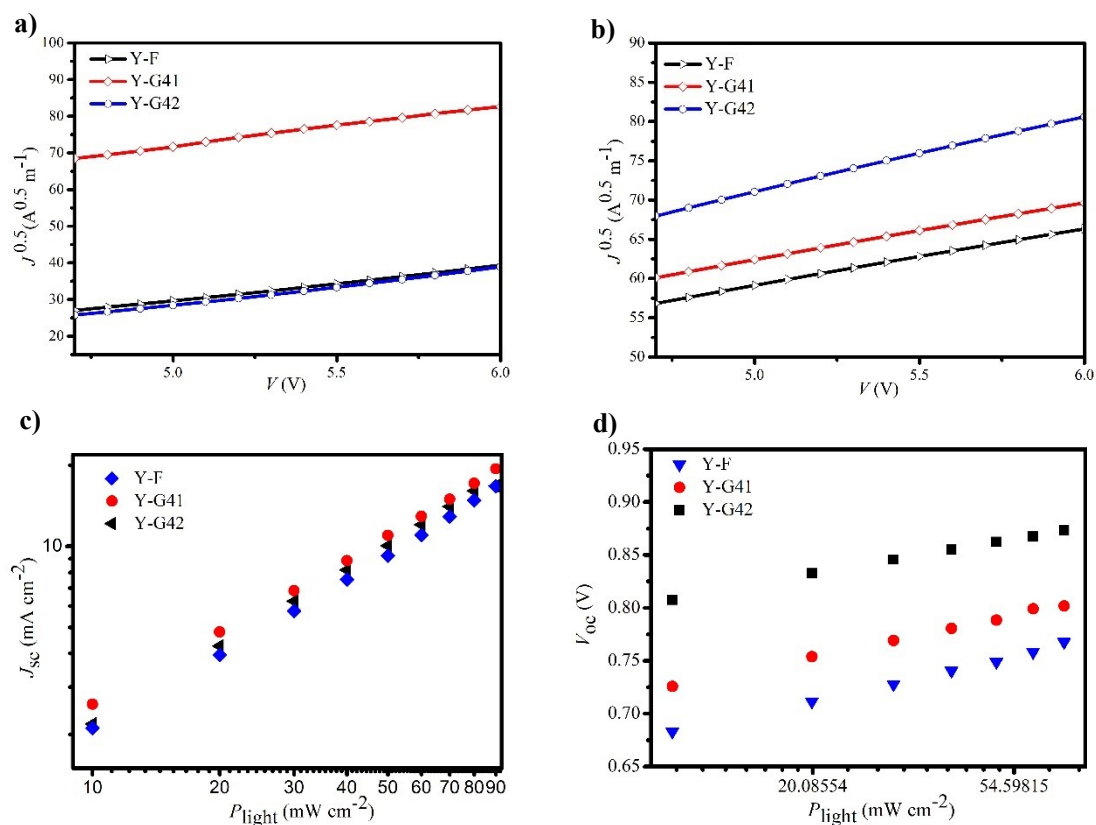 a)
100
90
80
70
60
50
40
30
20
Y-F
Y-G41
Y-G42
J^0.5(A^0.5 m^-1)
5.0
5.5
6.0
V(V)
b)
90
85
80
75
70
65
60
55
50
Y-F
Y-G41
Y-G42
J^0.5 (A^0.5 m^-1)
5.0
5.5
6.0
V (V)
c)
Y-F
Y-G41
Y-G42
10
J_sc (mA cm^-2)
10
20
30
40
50
60
70
80
90
P_light (mW cm^-2)
d)
0.95
0.90
0.85
0.80
0.75
0.70
0.65
Y-F
Y-G41
Y-G42
V_oc (V)
20.08554
54.59815
P_light (mW cm^-2)